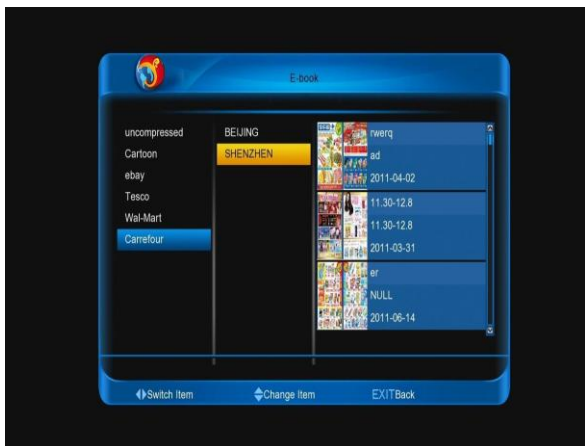 E-book
uncompressed
Cartoon
ebay
Tesco
Wal-Mart
Carrefour
BEIJING
SHENZHEN
rwerq
ad
2011-04-02
11.30-12.8
11.30-12.8
2011-03-31
er
NULL
2011-06-14
Switch Item
Change Item
EXITBack